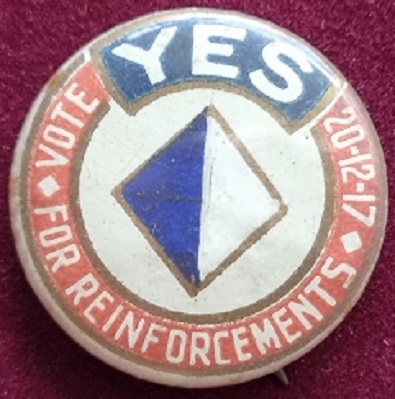 YES
VOTE
FOR REINFORCEMENTS
20-12-17